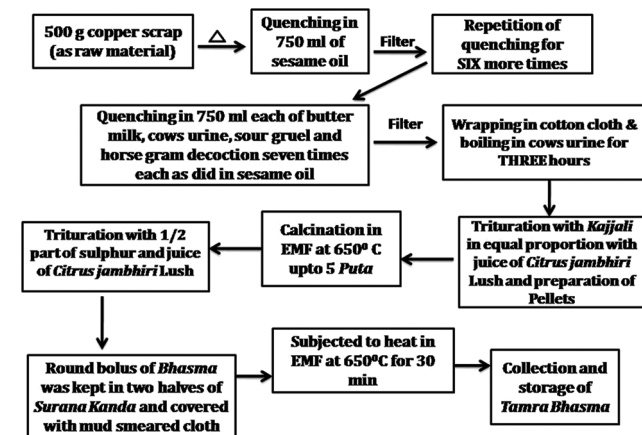 500 g copper scrap
(as raw material)
△
Quenching in
750 ml of
sesame oil
Filter
Repetition of
quenching for
SIX more times
Quenching in 750 ml each of butter
milk, cows urine, sour gruel and
horse gram decoction seven times
each as did in sesame oil
Filter
Wrapping in cotton cloth &
boiling in cows urine for
THREE hours
Trituration with Kajjali
in equal proportion with
juice of Citrus jambhiri
Lush and preparation of
Pellets
Calcination in
EMF at 650⁰ C
upto 5 Puta
Trituration with 1/2
part of sulphur and juice
of Citrus jambhiri Lush
Round bolus of Bhasma
was kept in two halves of
Surana Kanda and covered
with mud smeared cloth
Subjected to heat in
EMF at 650⁰C for 30
min
Collection and
storage of
Tamra Bhasma